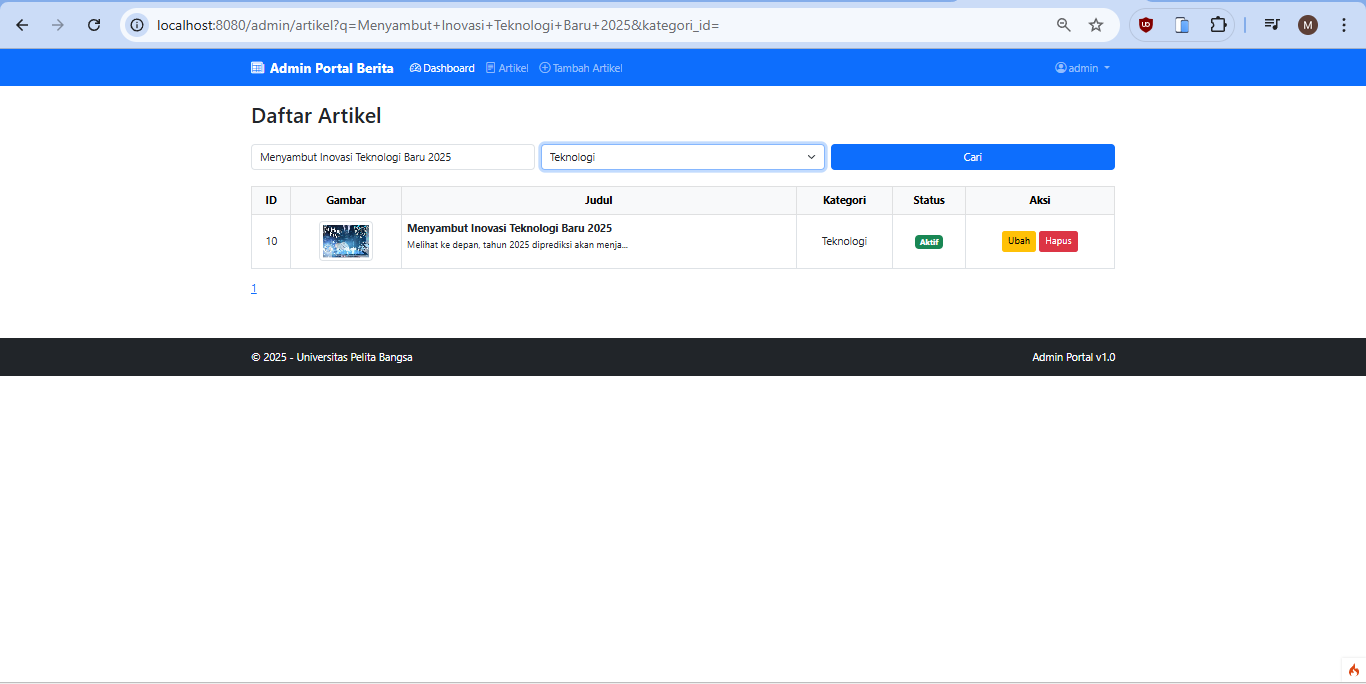 localhost:8080/admin/artikel?q=Menyambut+Inovasi+Teknologi+Baru+2025&kategori_id=
M
Admin Portal Berita Dashboard Artikel Tambah Artikel admin
Daftar Artikel
Menyambut Inovasi Teknologi Baru 2025 Teknologi Cari
ID Gambar Judul Kategori Status Aksi
10 Menyambut Inovasi Teknologi Baru 2025 Teknologi Aktif Ubah Hapus
Melihat ke depan, tahun 2025 diprediksi akan menja...
1
© 2025 - Universitas Pelita Bangsa Admin Portal v1.0